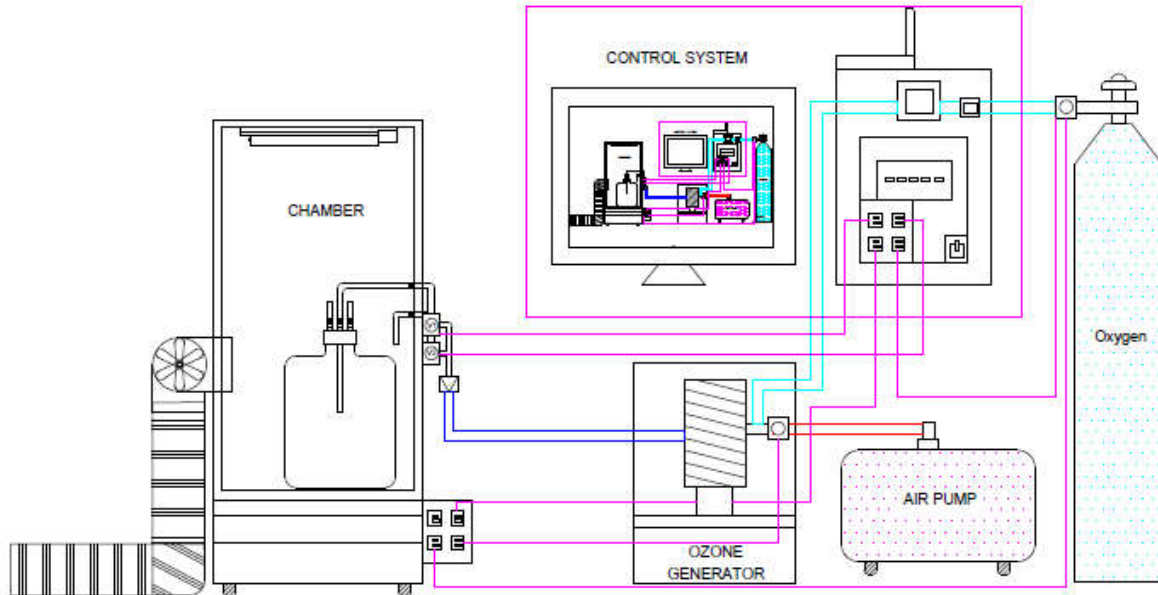 CONTROL SYSTEM
CHAMBER
Oxygen
AIR PUMP
OZONE
GENERATOR